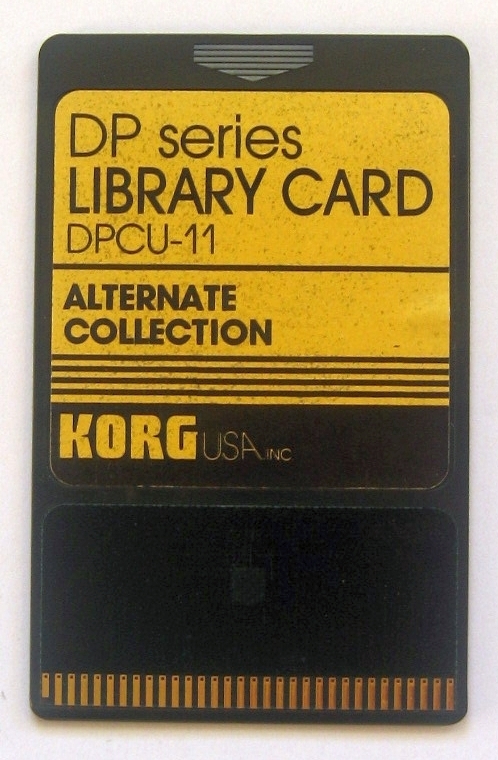 DP series
LIBRARY CARD
DPCU-11
ALTERNATE
COLLECTION
KORG USA INC